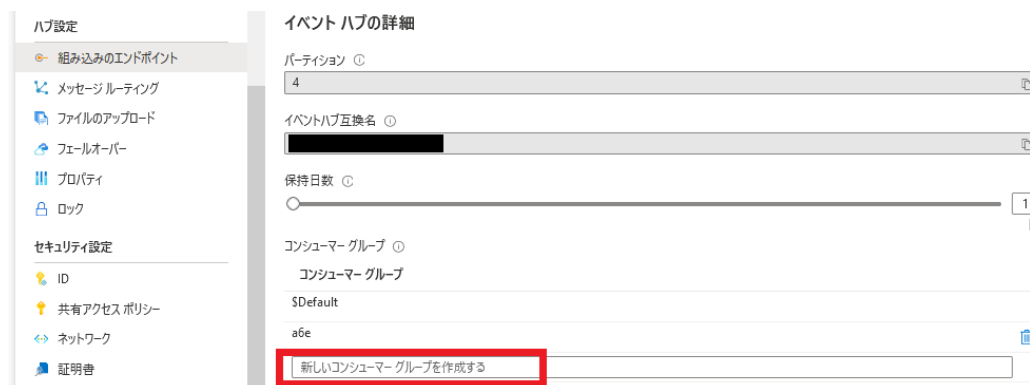 ハブ設定
組み込みのエンドポイント
メッセージ ルーティング
ファイルのアップロード
フェールオーバー
プロパティ
ロック
セキュリティ設定
ID
共有アクセス ポリシー
ネットワーク
証明書
イベント ハブの詳細
パーティション
4
イベントハブ互換名
保持日数
1
コンシューマー グループ
コンシューマー グループ
$Default
a6e
新しいコンシューマー グループを作成する